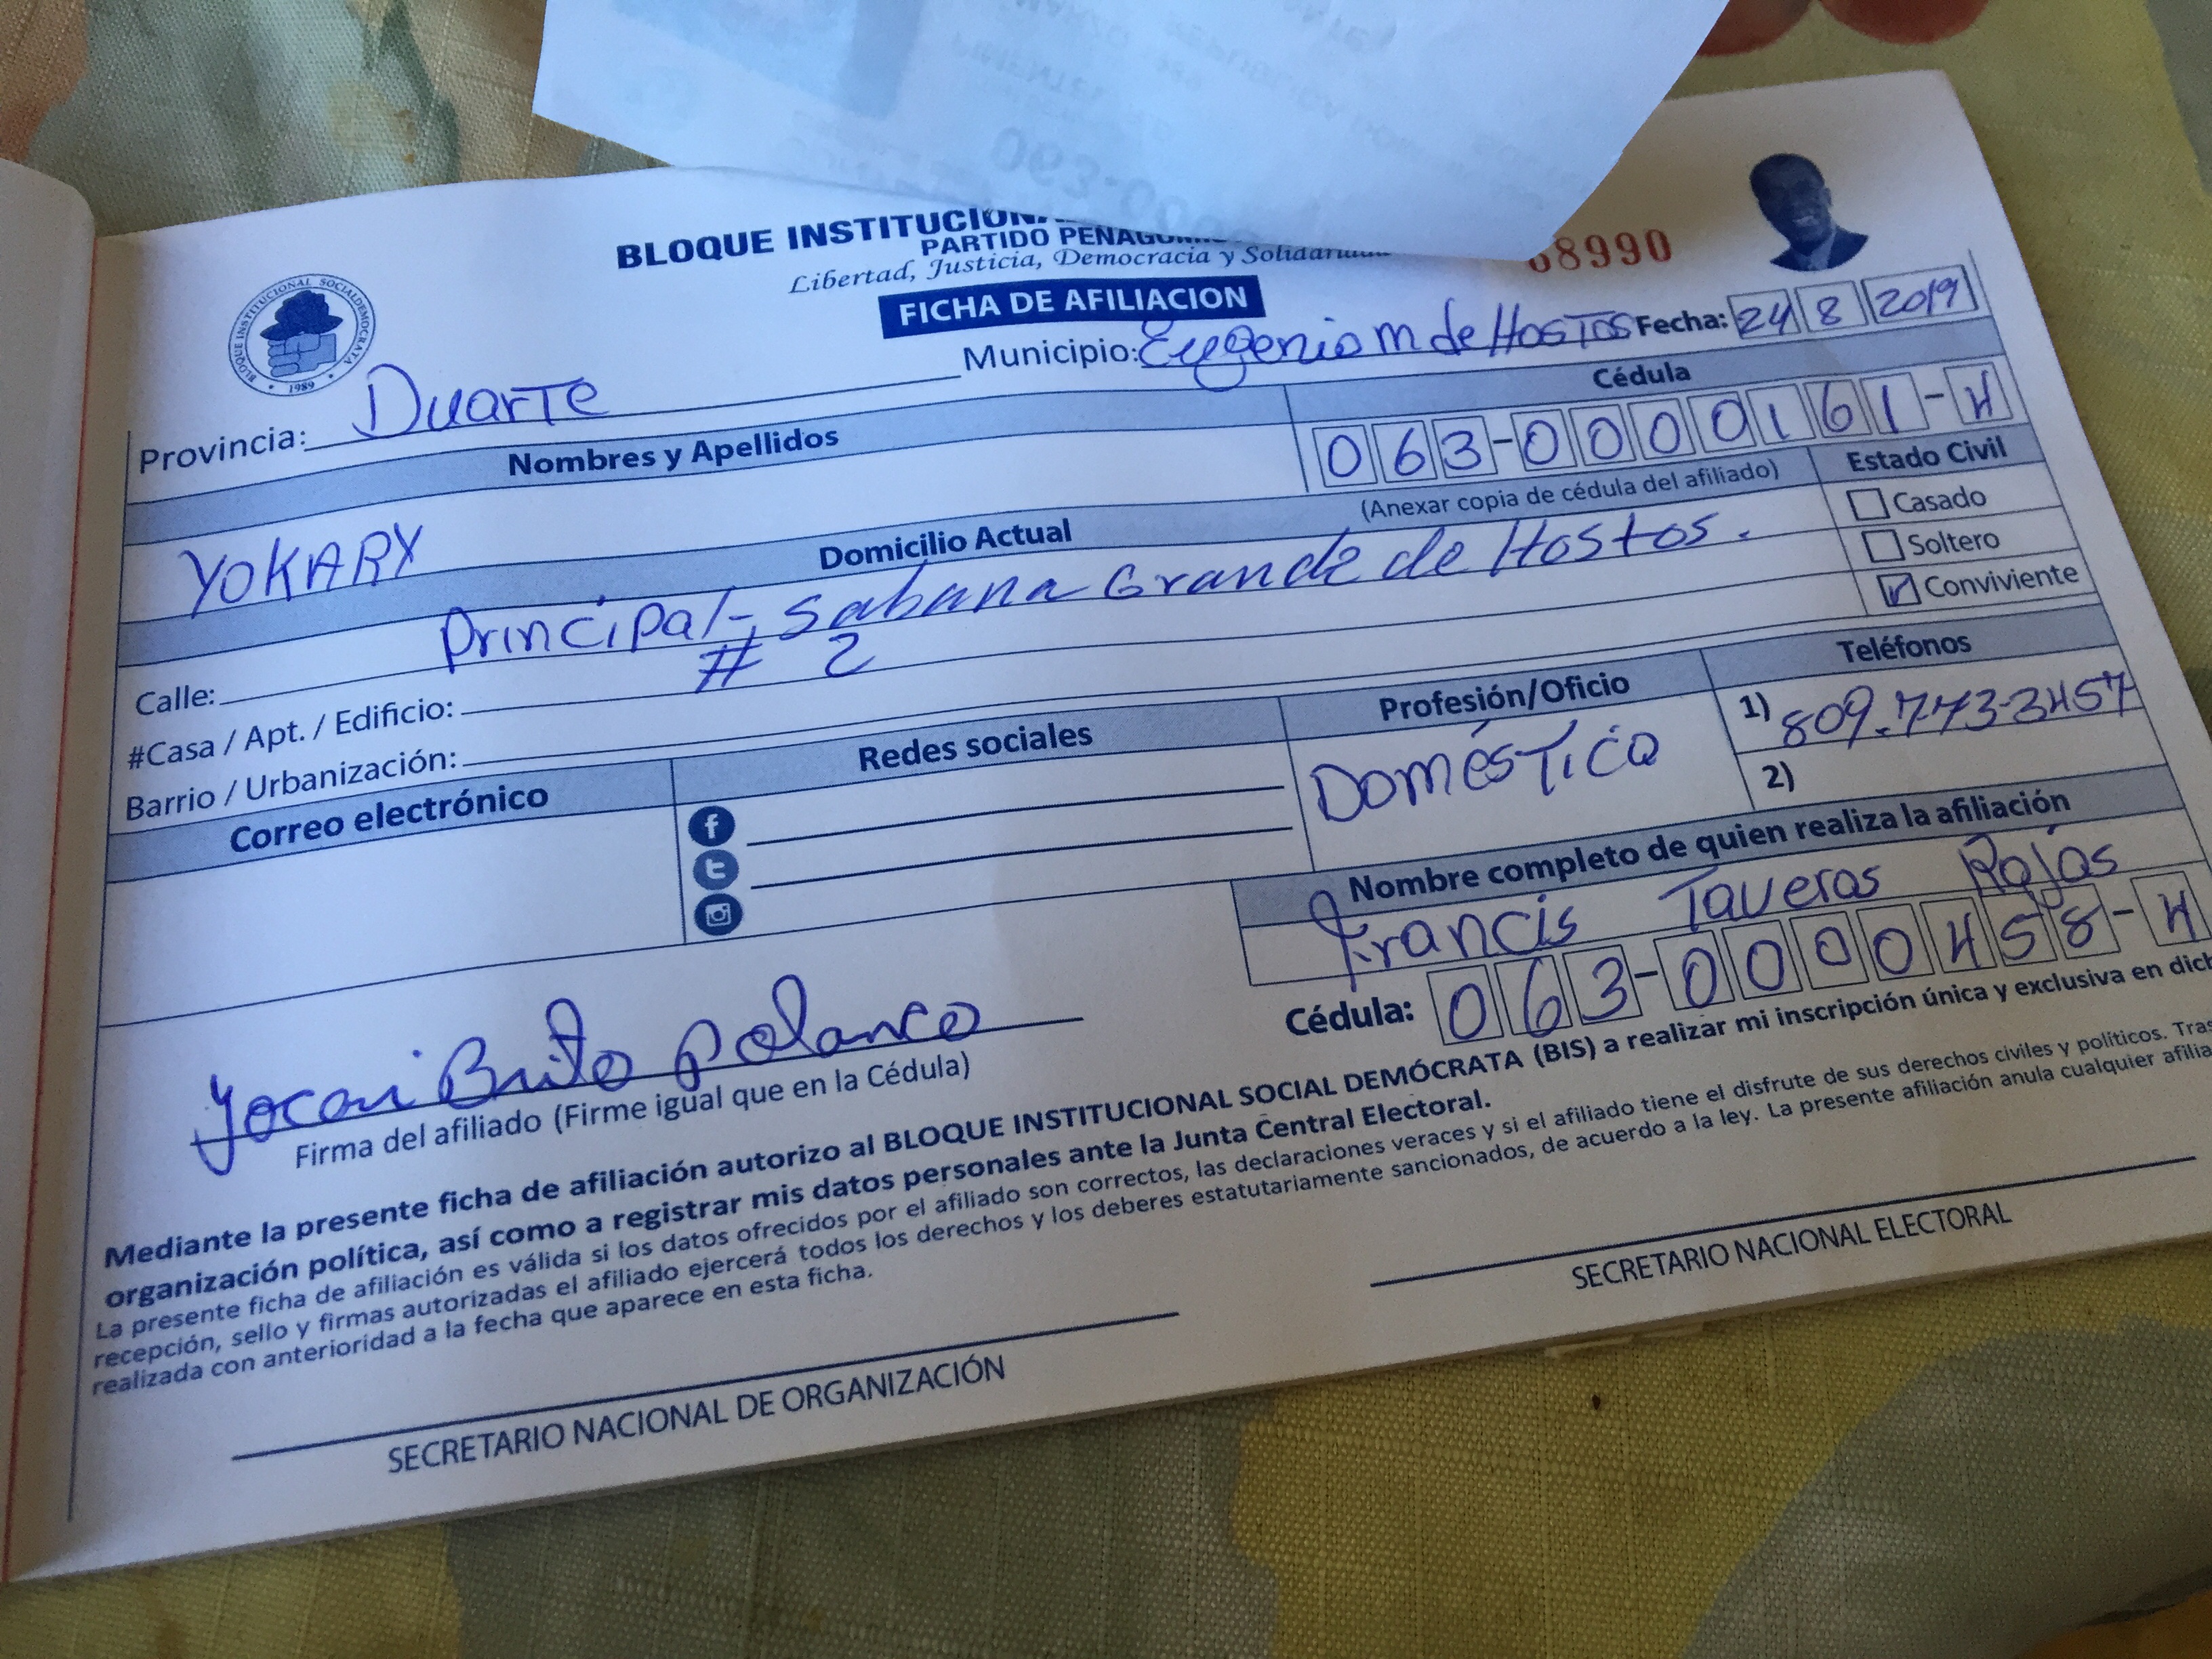 BLOQUE INSTITUCIONAL SOCIALDEMOCRATA
1989
BLOQUE INSTITUCIONAL
PARTIDO
Libertad, Justicia, Democracia y Solidaridad
68990
FICHA DE AFILIACION
Provincia: Duarte Municipio: Eugenio m de Hostos Fecha: 24 8 2019
Nombres y Apellidos Cédula
YOKARY 063-0000161-4
(Anexar copia de cédula del afiliado)
Domicilio Actual Estado Civil
Casado
Soltero
Conviviente
Calle: Principal-, Sabana Grande de Hostos.
#Casa / Apt. / Edificio: # 2
Barrio / Urbanización:
Correo electrónico Redes sociales Profesión/Oficio Teléfonos
Doméstica 1) 809.773-3457
2)
Nombre completo de quien realiza la afiliación
Francis Taveras Rojas
Cédula: 063-0000458-4
Yocari Brito Polanco
Firma del afiliado (Firme igual que en la Cédula)
Mediante la presente ficha de afiliación autorizo al BLOQUE INSTITUCIONAL SOCIAL DEMÓCRATA (BIS) a realizar mi inscripción única y exclusiva en
organización política, así como a registrar mis datos personales ante la Junta Central Electoral.
La presente ficha de afiliación es válida si los datos ofrecidos por el afiliado son correctos, las declaraciones veraces y si el afiliado tiene el disfrute de sus derechos civiles y políticos.
recepción, sello y firmas autorizadas el afiliado ejercerá todos los derechos y los deberes estatutariamente sancionados, de acuerdo a la ley. La presente afiliación anula cualquier
realizada con anterioridad a la fecha que aparece en esta ficha.
SECRETARIO NACIONAL DE ORGANIZACIÓN
SECRETARIO NACIONAL ELECTORAL